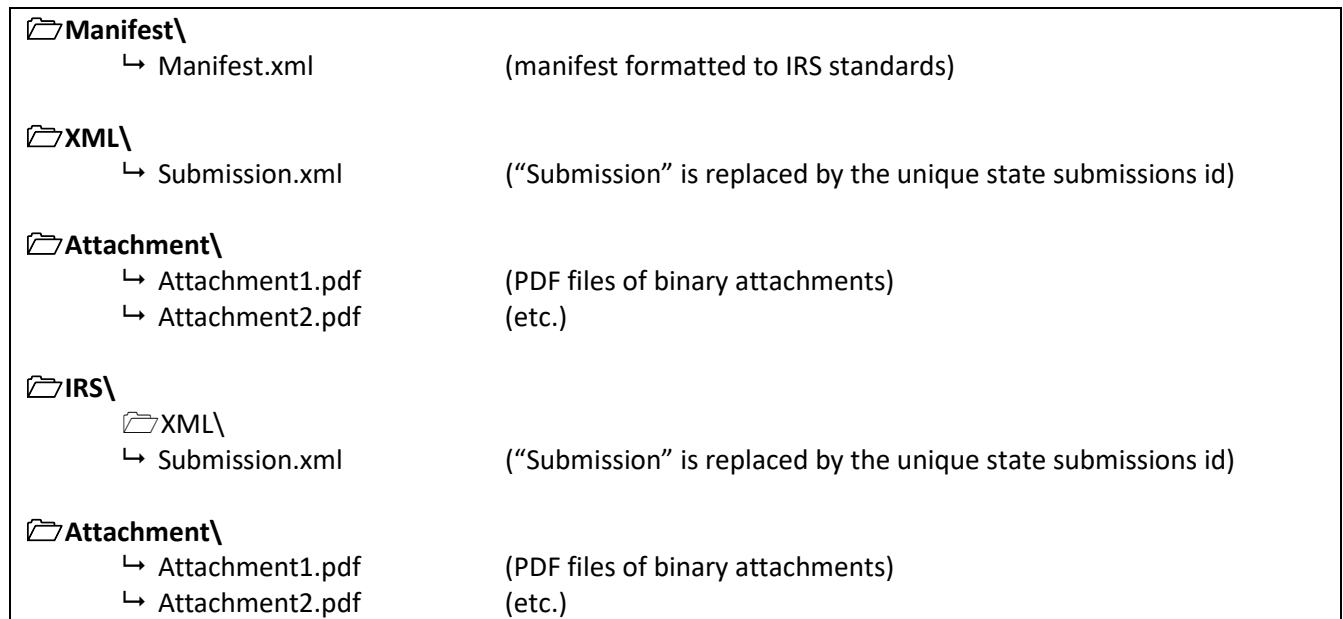 Manifest\
↳ Manifest.xml (manifest formatted to IRS standards)
XML\
↳ Submission.xml (“Submission” is replaced by the unique state submissions id)
Attachment\
↳ Attachment1.pdf (PDF files of binary attachments)
↳ Attachment2.pdf (etc.)
IRS\
XML\
↳ Submission.xml (“Submission” is replaced by the unique state submissions id)
Attachment\
↳ Attachment1.pdf (PDF files of binary attachments)
↳ Attachment2.pdf (etc.)